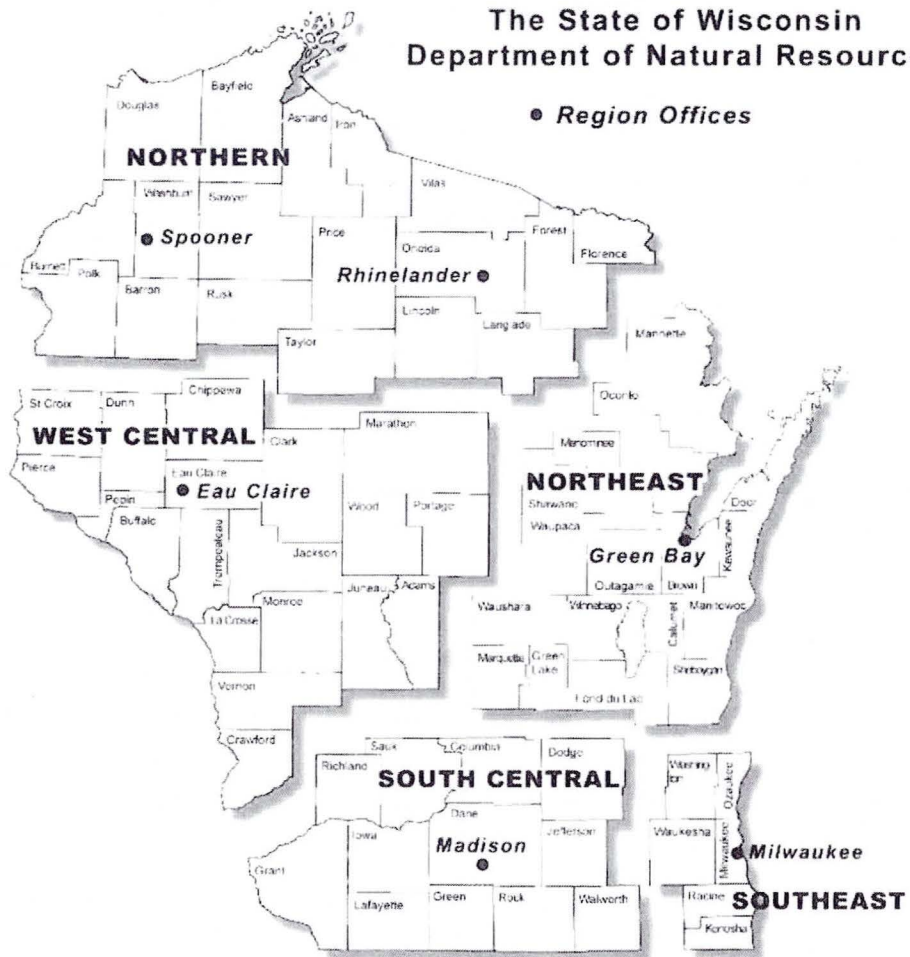 The State of Wisconsin
Department of Natural Resourc
Region Offices
Bayfield
Douglas
Ashland
Iron
NORTHERN
Vilas
Washburn
Sawyer
Forest
Price
Spooner
Oneida
Florence
Rhinelander
Burnett
Polk
Barron
Rusk
Lincoln
Langlade
Taylor
Marinette
Chippewa
St Croix
Dunn
Oconto
Marathon
WEST CENTRAL
Clark
Menominee
Pierce
Eau Claire
NORTHEAST
Eau Claire
Pepin
Shawano
Door
Wood
Portage
Buffalo
Waupaca
Kewaunee
Trempealeau
Jackson
Green Bay
Outagamie
Brown
Juneau
Adams
Monroe
Waushara
Winnebago
Calumet
Manitowoc
La Crosse
Marquette
Green
Lake
Sheboygan
Vernon
Fond du Lac
Crawford
Sauk
Columbia
Dodge
Richland
Washing
ton
Ozaukee
SOUTH CENTRAL
Dane
Iowa
Jefferson
Waukesha
Milwaukee
Madison
Milwaukee
Grant
Lafayette
Green
Rock
Walworth
Racine
SOUTHEAST
Kenosha